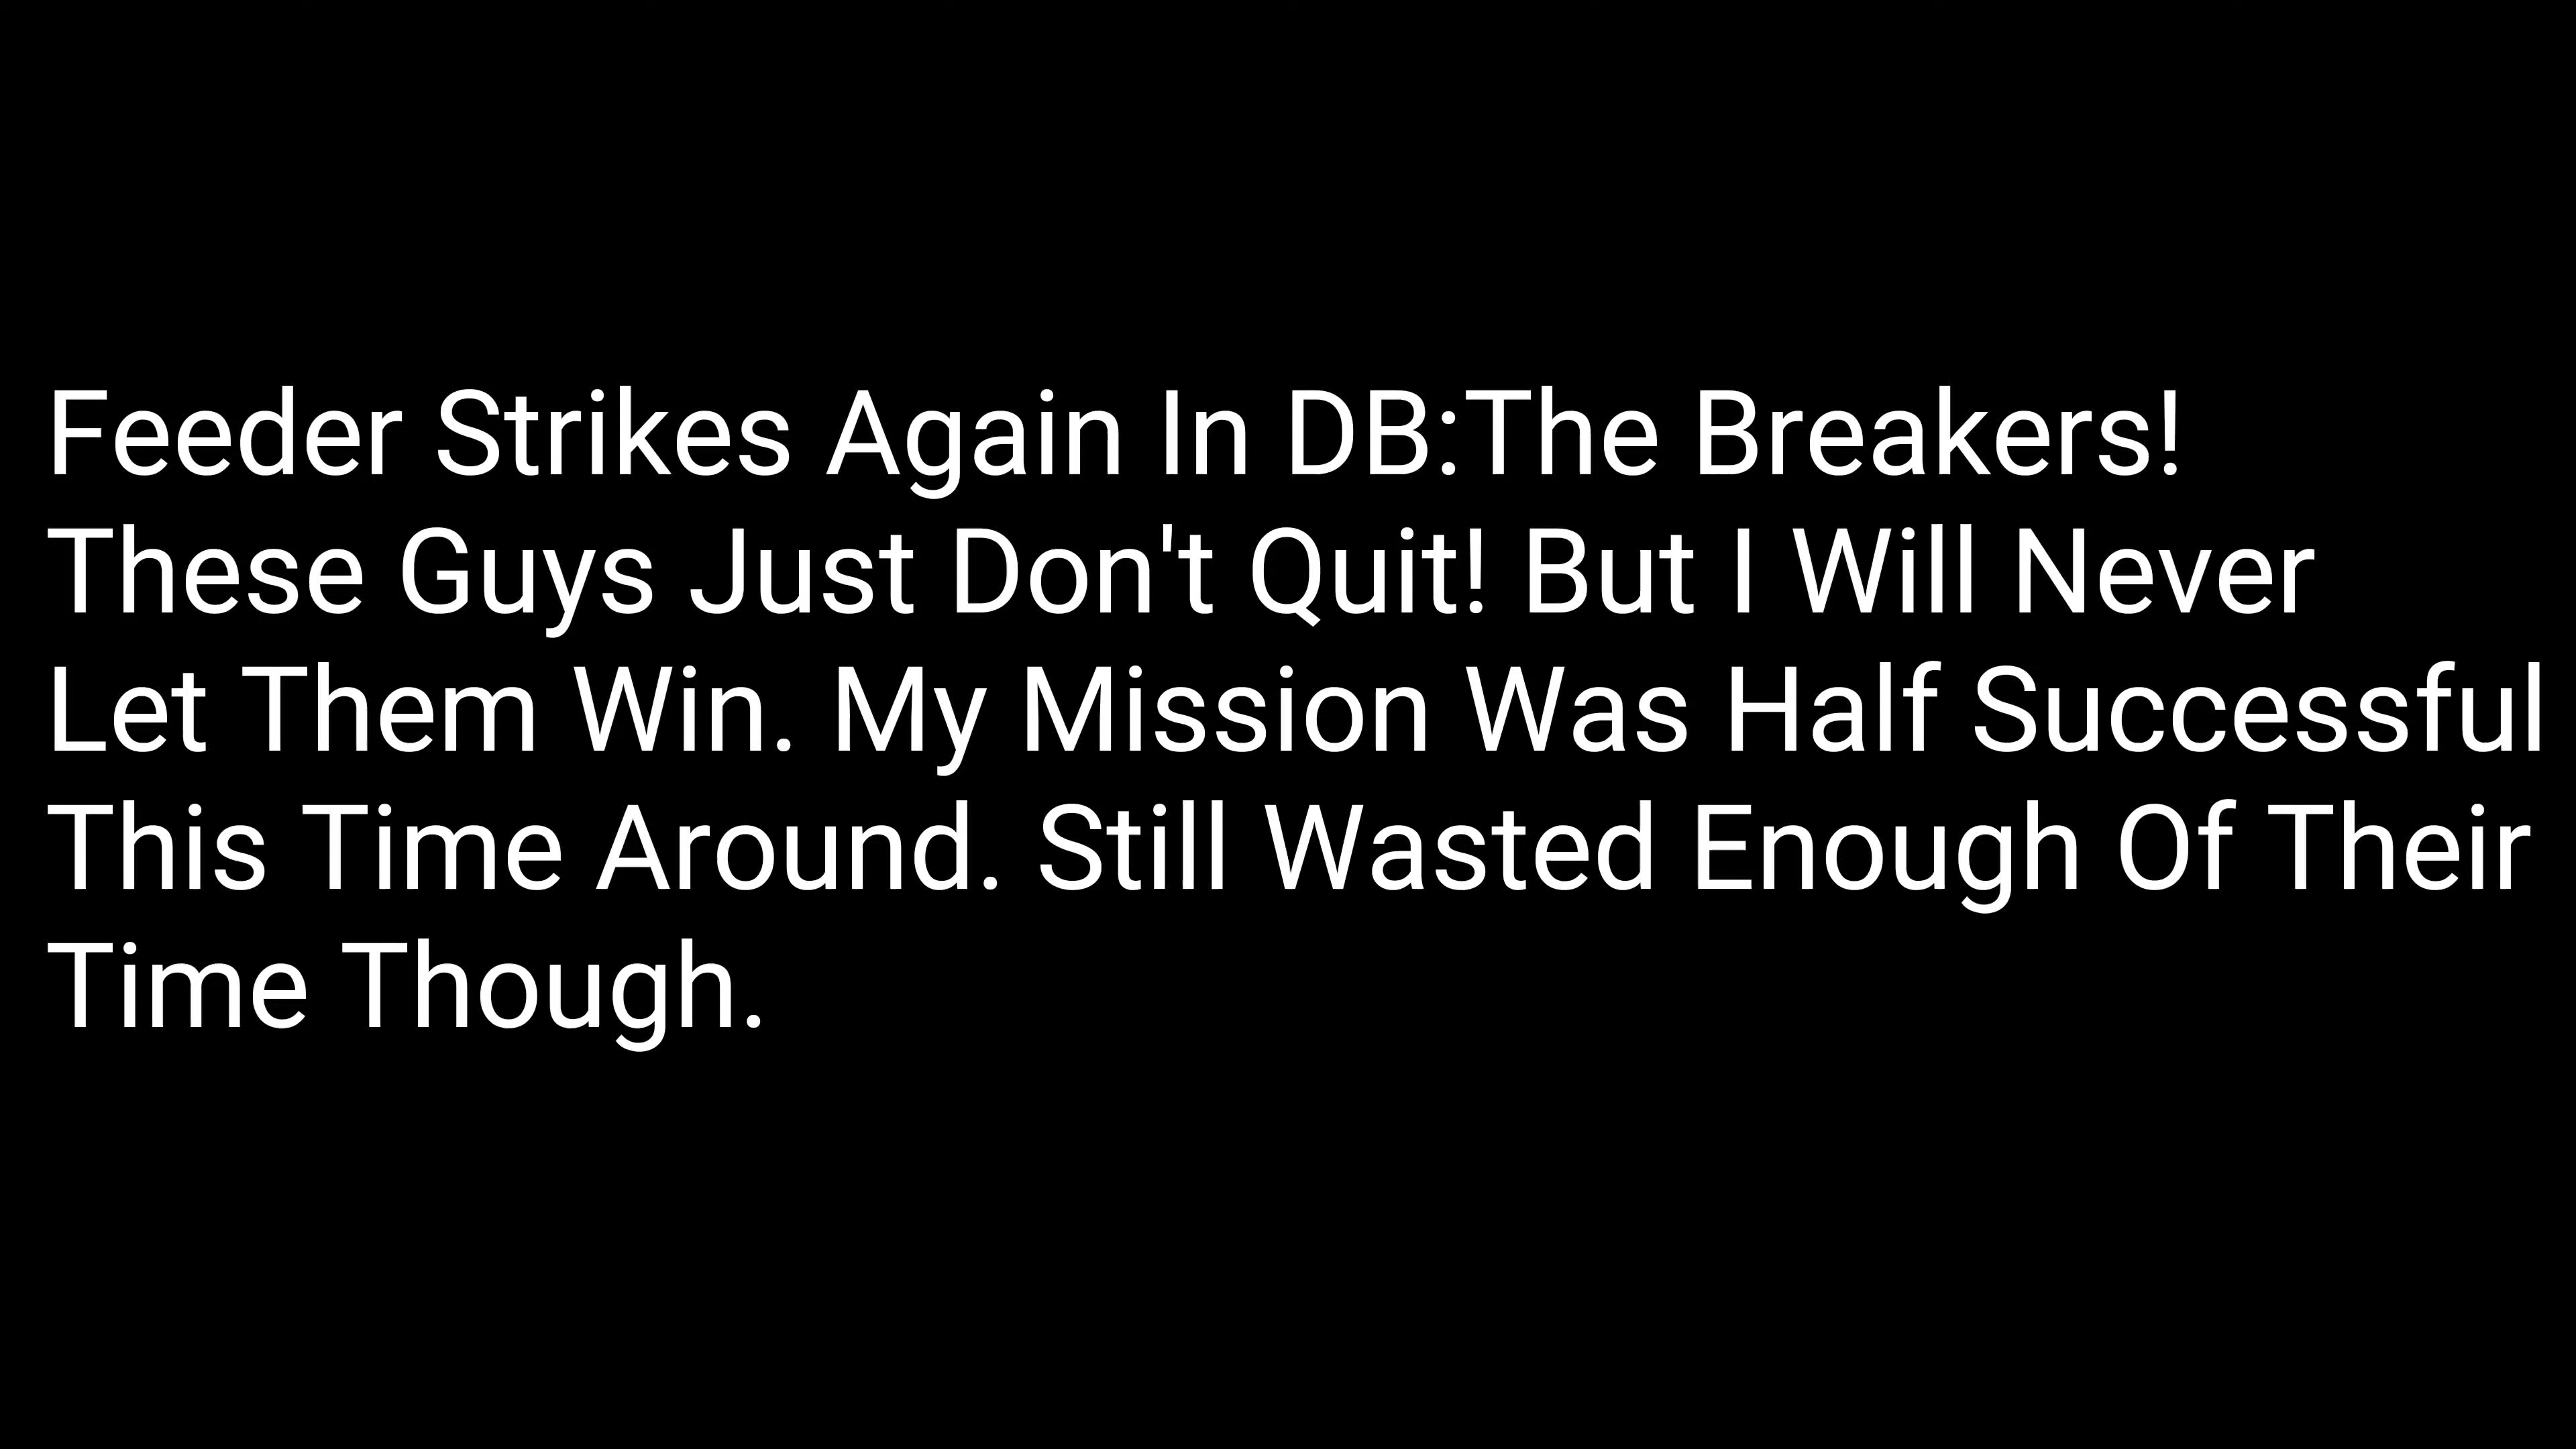 Feeder Strikes Again In DB:The Breakers!
These Guys Just Don't Quit! But I Will Never
Let Them Win. My Mission Was Half Successful
This Time Around. Still Wasted Enough Of Their
Time Though.